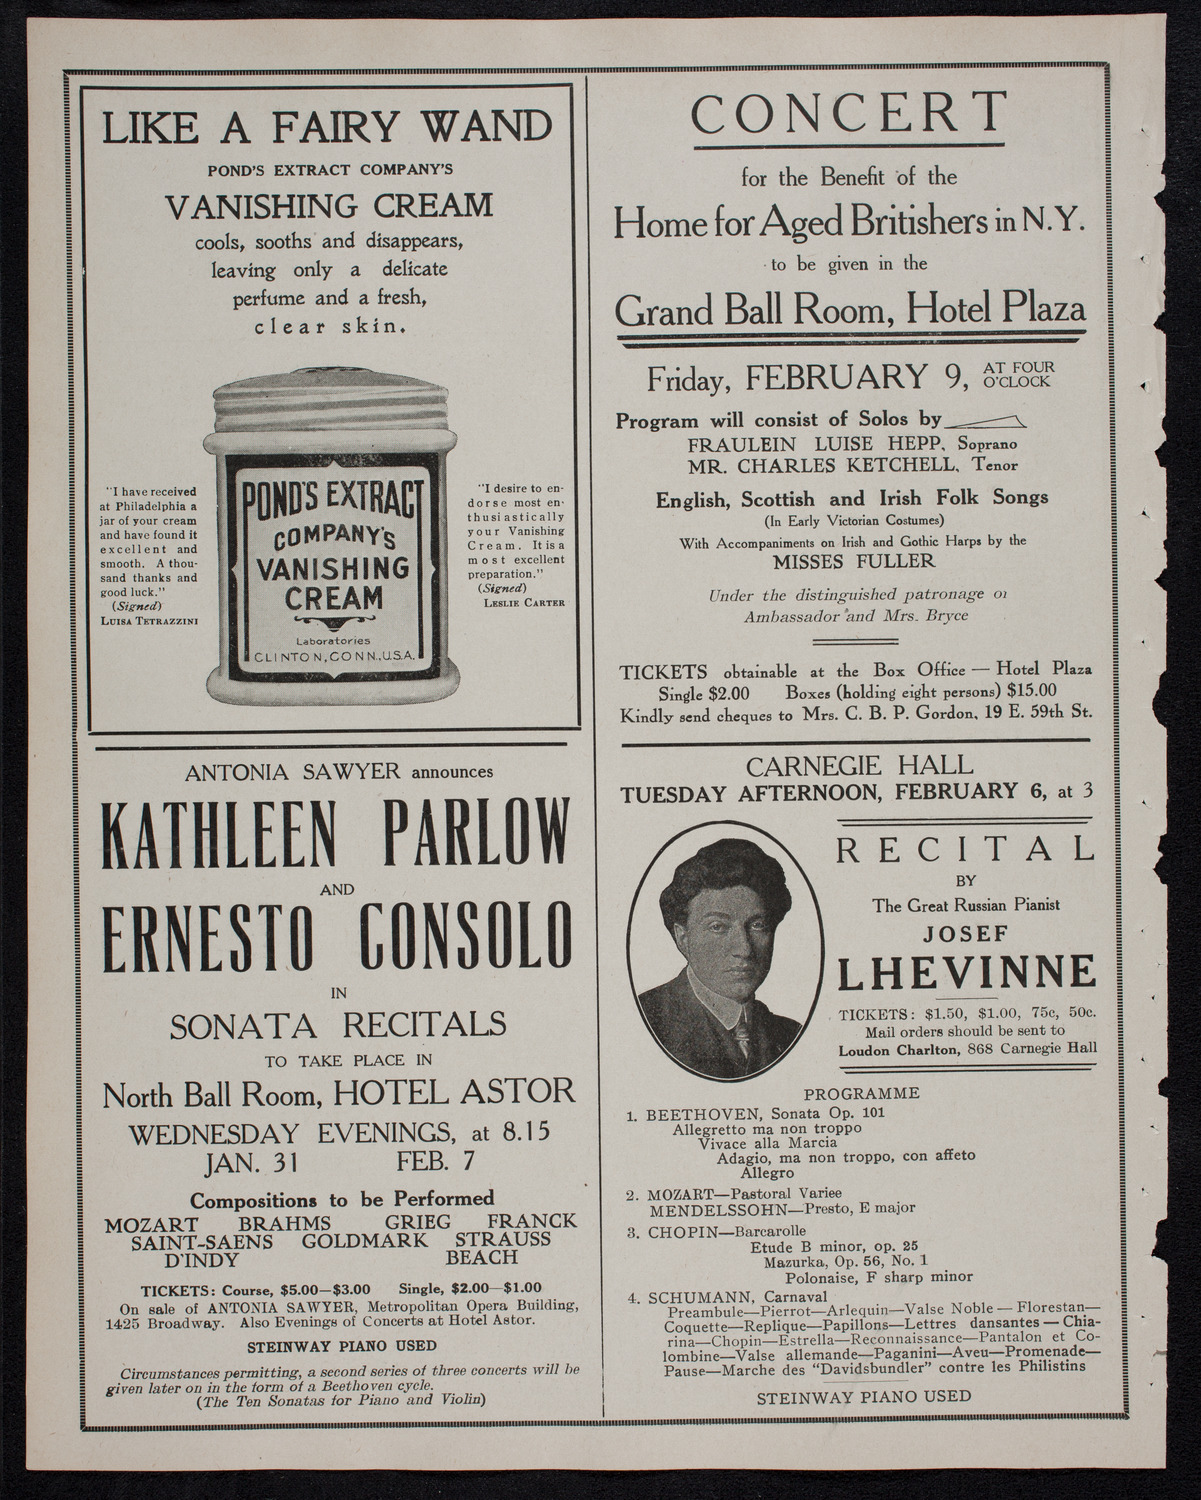 LIKE A FAIRY WAND
POND'S EXTRACT COMPANY'S
VANISHING CREAM
cools, sooths and disappears,
leaving only a delicate
perfume and a fresh,
clear skin.
"I have received
at Philadelphia a
jar of your cream
and have found it
excellent and
smooth. A thou-
sand thanks and
good luck."
(Signed)
LUISA TETRAZZINI
POND'S EXTRACT
COMPANY'S
VANISHING
CREAM
Laboratories
CLINTON, CONN., U.S.A.
"I desire to en-
dorse most en-
thusiastically
your Vanishing
Cream. It is a
most excellent
preparation."
(Signed)
LESLIE CARTER
ANTONIA SAWYER announces
KATHLEEN PARLOW
AND
ERNESTO CONSOLO
IN
SONATA RECITALS
TO TAKE PLACE IN
North Ball Room, HOTEL ASTOR
WEDNESDAY EVENINGS, at 8.15
JAN. 31 FEB. 7
Compositions to be Performed
MOZART BRAHMS GRIEG FRANCK
SAINT-SAENS GOLDMARK STRAUSS
D'INDY BEACH
TICKETS: Course, $5.00—$3.00 Single, $2.00—$1.00
On sale of ANTONIA SAWYER, Metropolitan Opera Building,
1425 Broadway. Also Evenings of Concerts at Hotel Astor.
STEINWAY PIANO USED
Circumstances permitting, a second series of three concerts will be
given later on in the form of a Beethoven cycle.
(The Ten Sonatas for Piano and Violin)
CONCERT
for the Benefit of the
Home for Aged Britishers in N.Y.
to be given in the
Grand Ball Room, Hotel Plaza
Friday, FEBRUARY 9, AT FOUR O'CLOCK
Program will consist of Solos by
FRAULEIN LUISE HEPP, Soprano
MR. CHARLES KETCHELL, Tenor
English, Scottish and Irish Folk Songs
(In Early Victorian Costumes)
With Accompaniments on Irish and Gothic Harps by the
MISSES FULLER
Under the distinguished patronage of
Ambassador and Mrs. Bryce
TICKETS obtainable at the Box Office — Hotel Plaza
Single $2.00 Boxes (holding eight persons) $15.00
Kindly send cheques to Mrs. C. B. P. Gordon, 19 E. 59th St.
CARNEGIE HALL
TUESDAY AFTERNOON, FEBRUARY 6, at 3
RECITAL
BY
The Great Russian Pianist
JOSEF
LHEVINNE
TICKETS: $1.50, $1.00, 75c, 50c.
Mail orders should be sent to
Loudon Charlton, 868 Carnegie Hall
PROGRAMME
1. BEETHOVEN, Sonata Op. 101
Allegretto ma non troppo
Vivace alla Marcia
Adagio, ma non troppo, con affeto
Allegro
2. MOZART—Pastoral Variee
MENDELSSOHN—Presto, E major
3. CHOPIN—Barcarolle
Etude B minor, op. 25
Mazurka, Op. 56, No. 1
Polonaise, F sharp minor
4. SCHUMANN, Carnaval
Preambule—Pierrot—Arlequin—Valse Noble—Florestan—
Coquette—Replique—Papillons—Lettres dansantes—Chia-
rina—Chopin—Estrella—Reconnaissance—Pantalon et Co-
lombine—Valse allemande—Paganini—Aveu—Promenade—
Pause—Marche des "Davidsbundler" contre les Philistins
STEINWAY PIANO USED